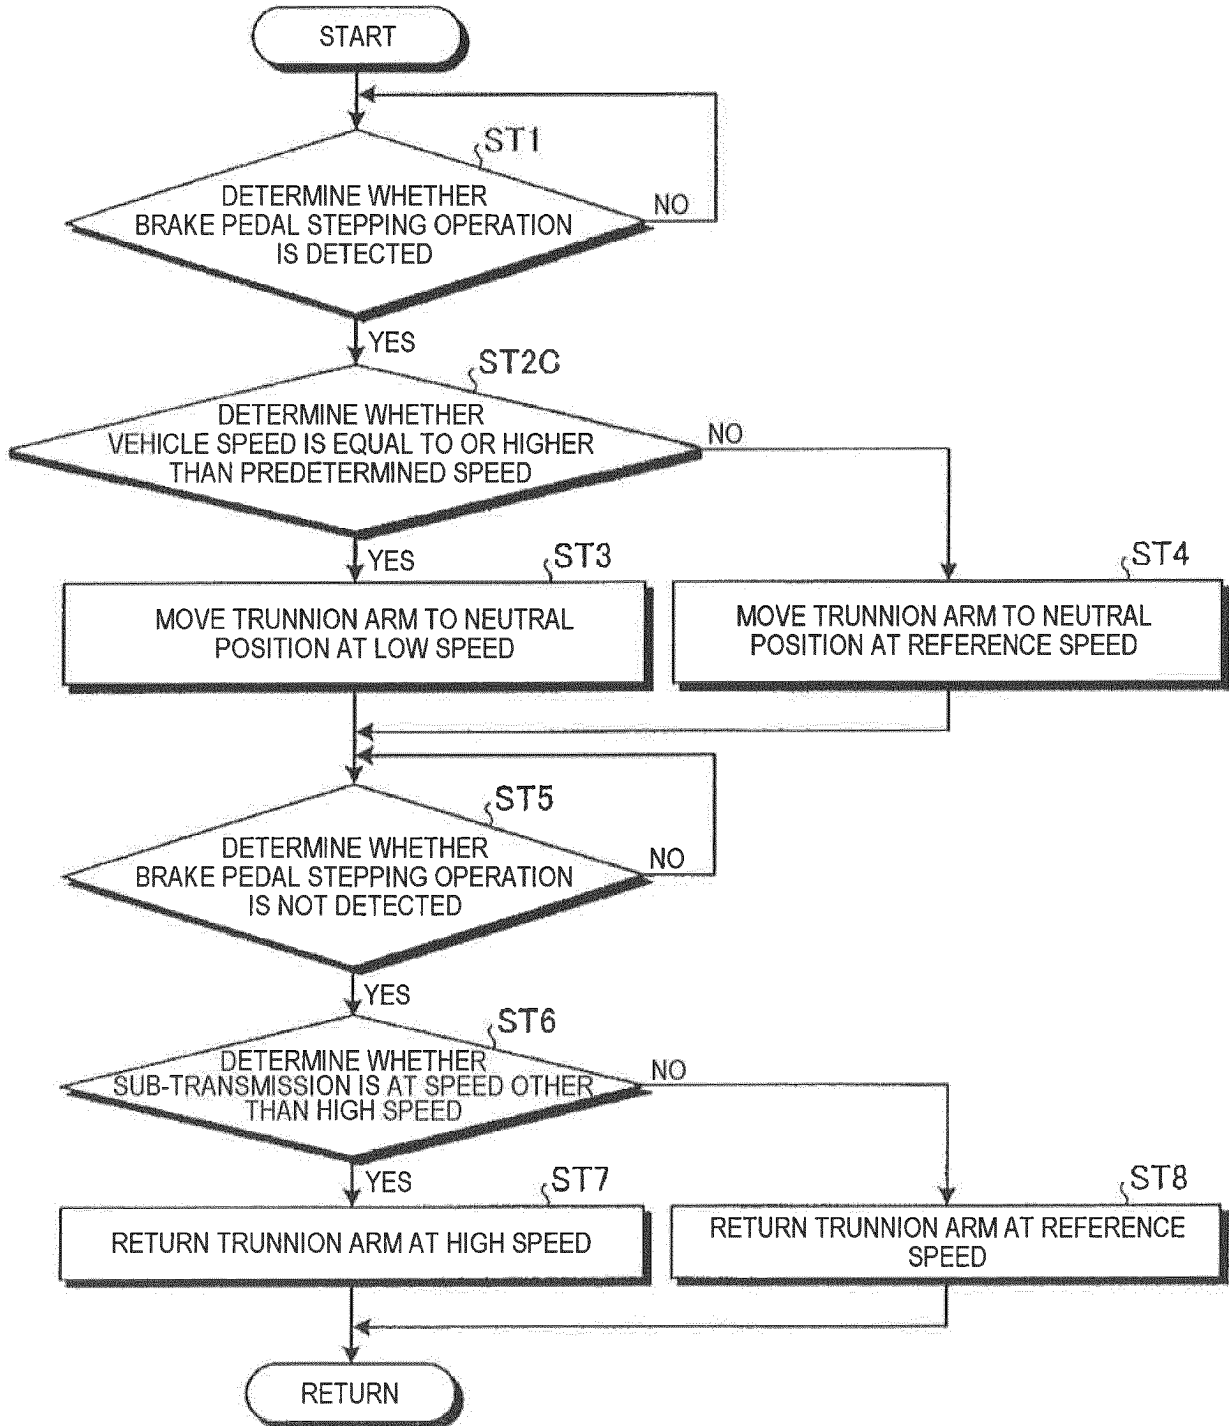 START
ST1
DETERMINE WHETHER
BRAKE PEDAL STEPPING OPERATION
IS DETECTED
NO
YES
ST2C
DETERMINE WHETHER
VEHICLE SPEED IS EQUAL TO OR HIGHER
THAN PREDETERMINED SPEED
NO
YES
ST3
MOVE TRUNNION ARM TO NEUTRAL
POSITION AT LOW SPEED
ST4
MOVE TRUNNION ARM TO NEUTRAL
POSITION AT REFERENCE SPEED
ST5
DETERMINE WHETHER
BRAKE PEDAL STEPPING OPERATION
IS NOT DETECTED
NO
YES
ST6
DETERMINE WHETHER
SUB-TRANSMISSION IS AT SPEED OTHER
THAN HIGH SPEED
NO
YES
ST7
RETURN TRUNNION ARM AT HIGH SPEED
ST8
RETURN TRUNNION ARM AT REFERENCE
SPEED
RETURN